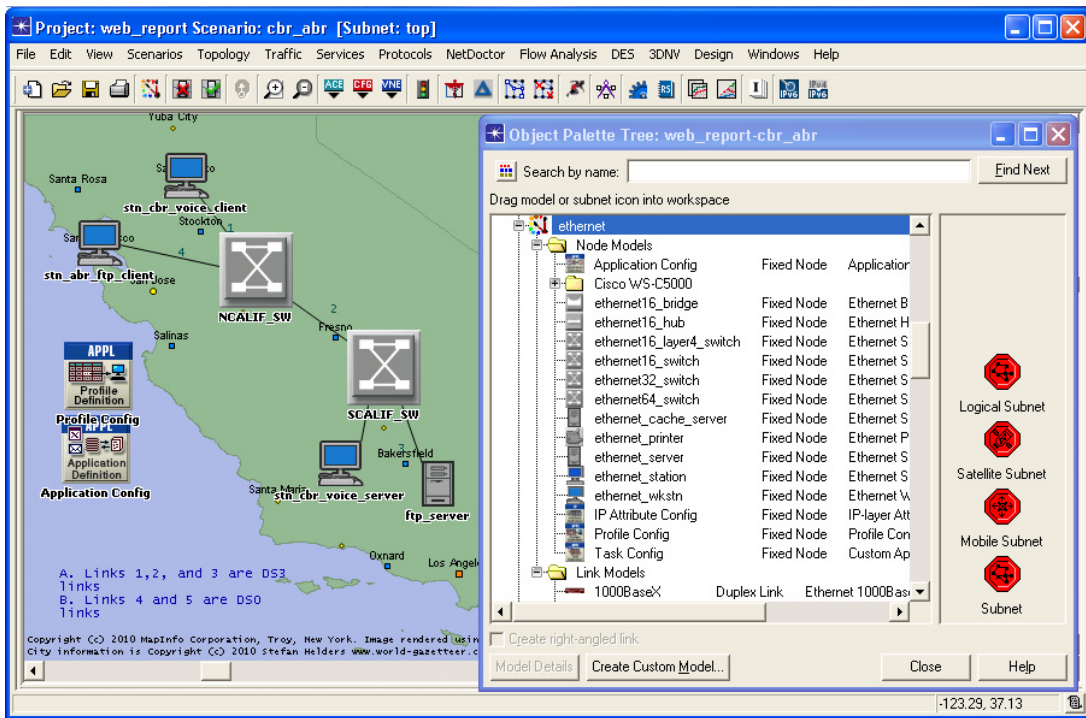 Project: web_report Scenario: cbr_abr [Subnet: top]
File Edit View Scenarios Topology Traffic Services Protocols NetDoctor Flow Analysis DES 3DNV Design Windows Help
ACE CFG VNE RS IPv6 IPv6
Yuba City
Santa Rosa
stn_cbr_voice_client
Stockton
1
4
stn_abr_ftp_client
San Jose
NCALIF_SW
2
Fresno
Salinas
APPL
Profile
Definition
Profile Config
APPL
Application
Definition
Application Config
SCALIF_SW
3
Bakersfield
stn_cbr_voice_server
ftp_server
Oxnard
Los Angel
A. Links 1,2, and 3 are DS3
links
B. Links 4 and 5 are DS0
links
Copyright (c) 2010 MapInfo Corporation, Troy, New York. Image rendered usin
City information is Copyright (c) 2010 Stefan Helders www.world-gazetteer.c
Object Palette Tree: web_report-cbr_abr
Search by name: Find Next
Drag model or subnet icon into workspace
ethernet
Node Models
Application Config Fixed Node Application
Cisco WS-C5000
ethernet16_bridge Fixed Node Ethernet B
ethernet16_hub Fixed Node Ethernet H
ethernet16_layer4_switch Fixed Node Ethernet S
ethernet16_switch Fixed Node Ethernet S
ethernet32_switch Fixed Node Ethernet S
ethernet64_switch Fixed Node Ethernet S
ethernet_cache_server Fixed Node Ethernet S
ethernet_printer Fixed Node Ethernet P
ethernet_server Fixed Node Ethernet S
ethernet_station Fixed Node Ethernet S
ethernet_wkstn Fixed Node Ethernet W
IP Attribute Config Fixed Node IP-layer Att
Profile Config Fixed Node Profile Con
Task Config Fixed Node Custom Ap
Link Models
1000BaseX Duplex Link Ethernet 1000Bas
Logical Subnet
Satellite Subnet
Mobile Subnet
Subnet
Create right-angled link
Model Details Create Custom Model... Close Help
-123.29, 37.13